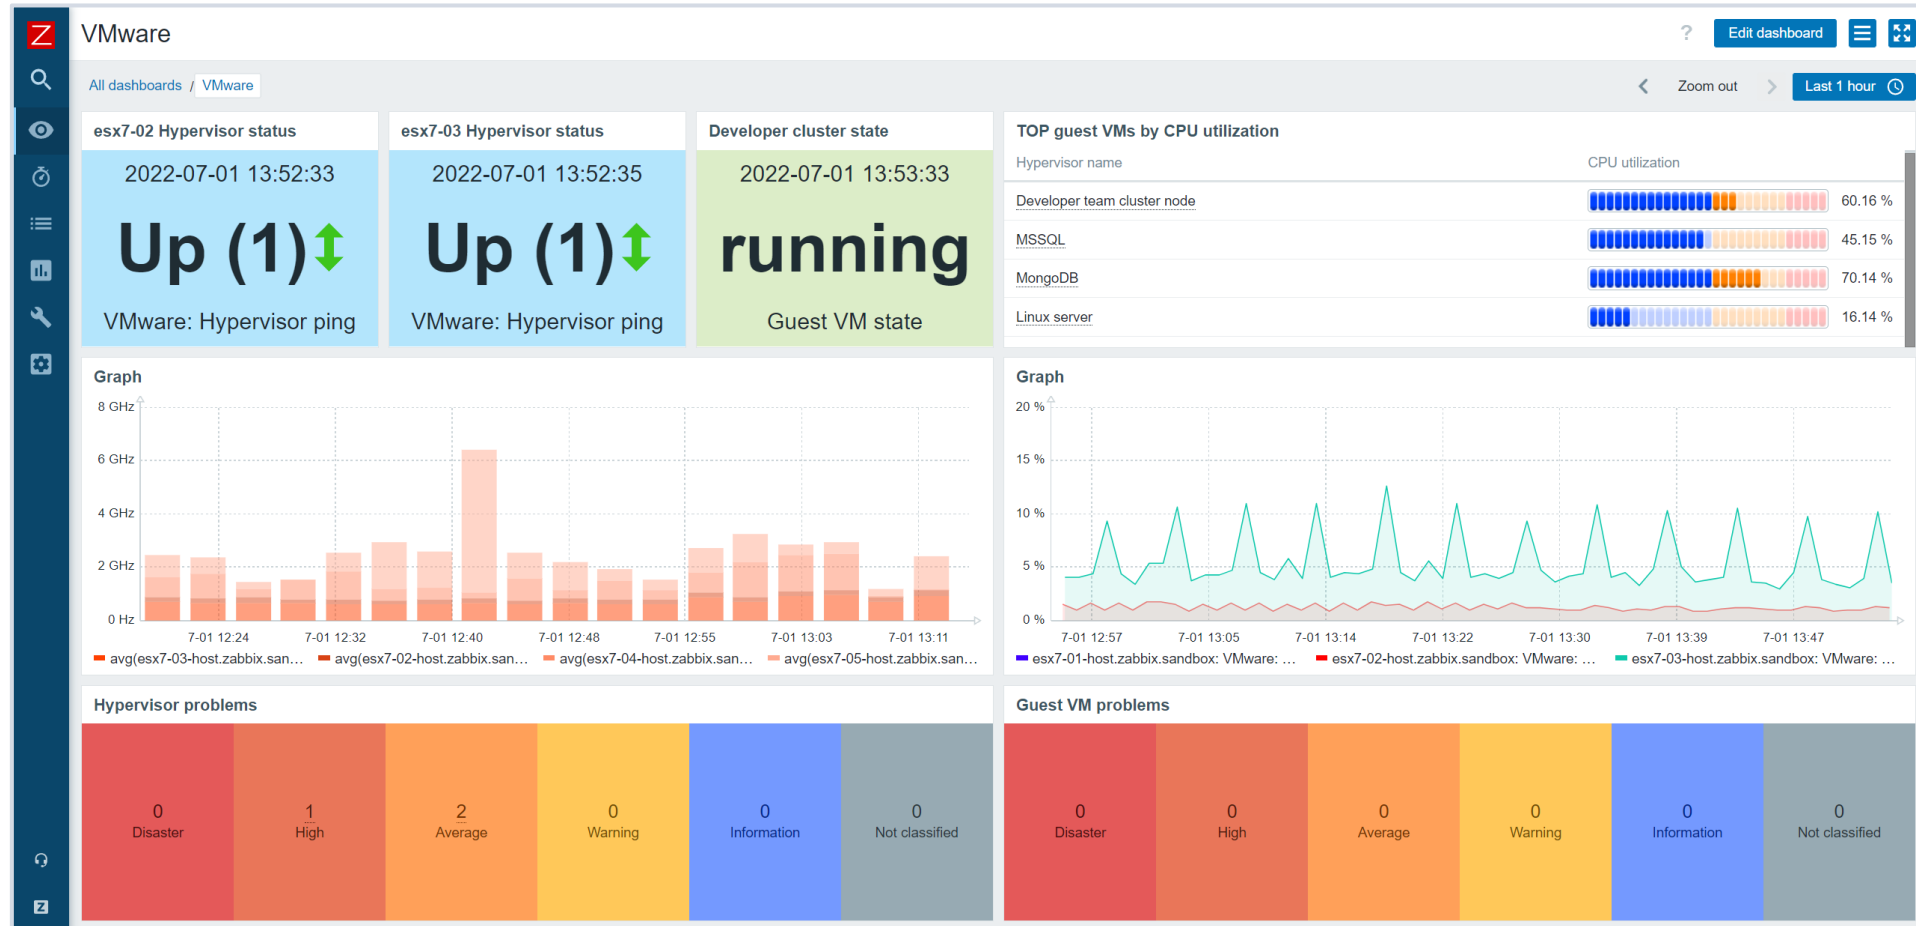 Z
VMware
?
Edit dashboard
All dashboards / VMware
Zoom out
Last 1 hour
esx7-02 Hypervisor status
2022-07-01 13:52:33
Up (1)
VMware: Hypervisor ping
esx7-03 Hypervisor status
2022-07-01 13:52:35
Up (1)
VMware: Hypervisor ping
Developer cluster state
2022-07-01 13:53:33
running
Guest VM state
TOP guest VMs by CPU utilization
Hypervisor name CPU utilization
Developer team cluster node 60.16 %
MSSQL 45.15 %
MongoDB 70.14 %
Linux server 16.14 %
Graph
8 GHz
6 GHz
4 GHz
2 GHz
0 Hz
7-01 12:24 7-01 12:32 7-01 12:40 7-01 12:48 7-01 12:55 7-01 13:03 7-01 13:11
avg(esx7-03-host.zabbix.san... avg(esx7-02-host.zabbix.san... avg(esx7-04-host.zabbix.san... avg(esx7-05-host.zabbix.san...
Graph
20 %
15 %
10 %
5 %
0 %
7-01 12:57 7-01 13:05 7-01 13:14 7-01 13:22 7-01 13:30 7-01 13:39 7-01 13:47
esx7-01-host.zabbix.sandbox: VMware: ... esx7-02-host.zabbix.sandbox: VMware: ... esx7-03-host.zabbix.sandbox: VMware: ...
Hypervisor problems
0 1 2 0 0 0
Disaster High Average Warning Information Not classified
Guest VM problems
0 0 0 0 0 0
Disaster High Average Warning Information Not classified
Z